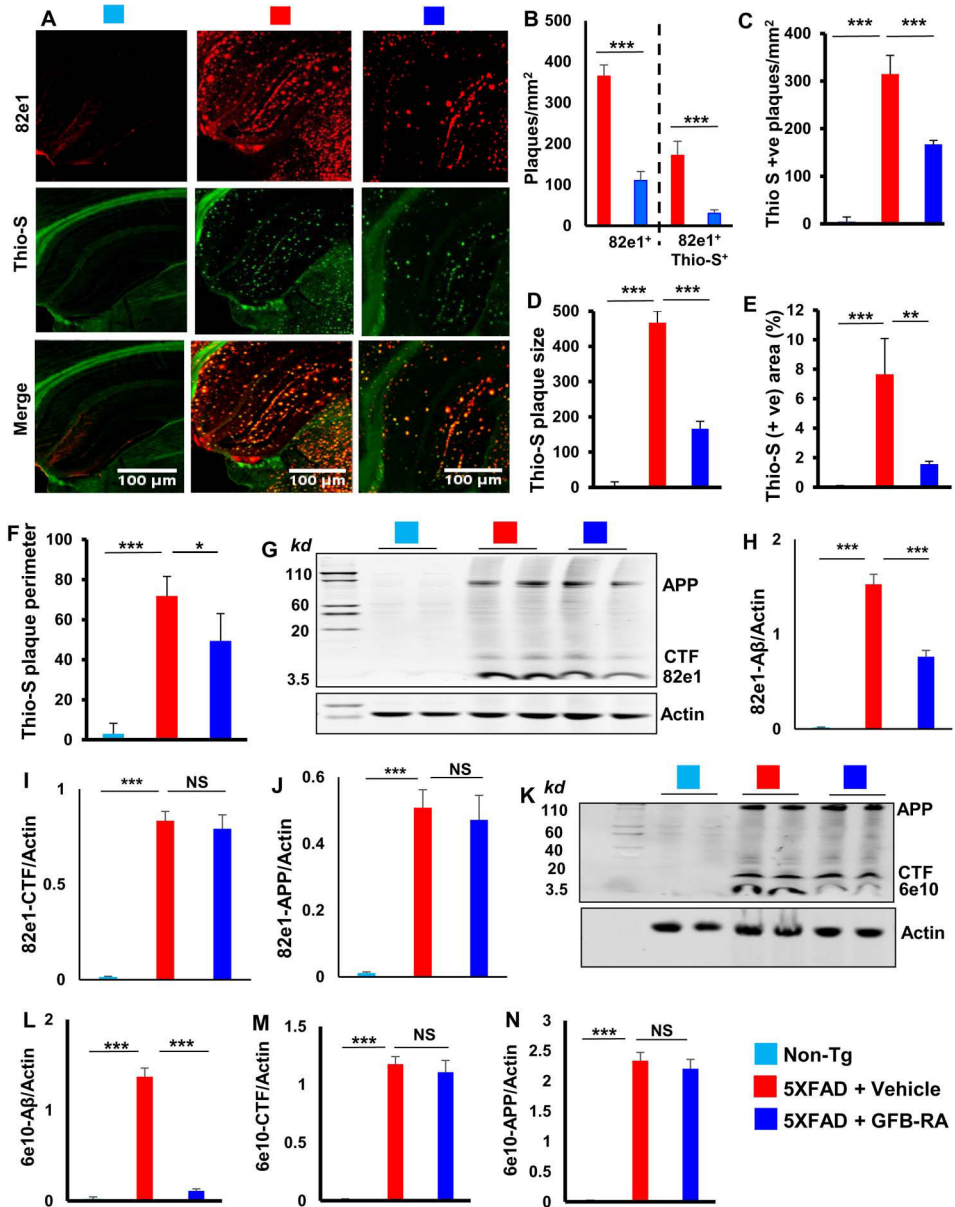 A
82e1
Thio-S
Merge
100 µm
100 µm
100 µm
B
Plaques/mm²
500
400
300
200
100
0
***
***
82e1⁺
82e1⁺
Thio-S⁺
C
Thio S +ve plaques/mm²
400
300
200
100
0
***
***
D
Thio-S plaque size
500
400
300
200
100
0
***
***
E
Thio-S (+ ve) area (%)
12
10
8
6
4
2
0
***
**
F
Thio-S plaque perimeter
100
80
60
40
20
0
***
*
G
kd
110
60
20
3.5
APP
CTF
82e1
Actin
H
82e1-Aβ/Actin
2
1
0
***
***
I
82e1-CTF/Actin
1
0.5
0
***
NS
J
82e1-APP/Actin
0.6
0.4
0.2
0
***
NS
K
kd
110
60
40
20
3.5
APP
CTF
6e10
Actin
L
6e10-Aβ/Actin
2
1
0
***
***
M
6e10-CTF/Actin
1.5
1.2
1
0.7
0.5
0.2
0
***
NS
N
6e10-APP/Actin
3
2.5
2
1.5
1
0.5
0
***
NS
Non-Tg
5XFAD + Vehicle
5XFAD + GFB-RA